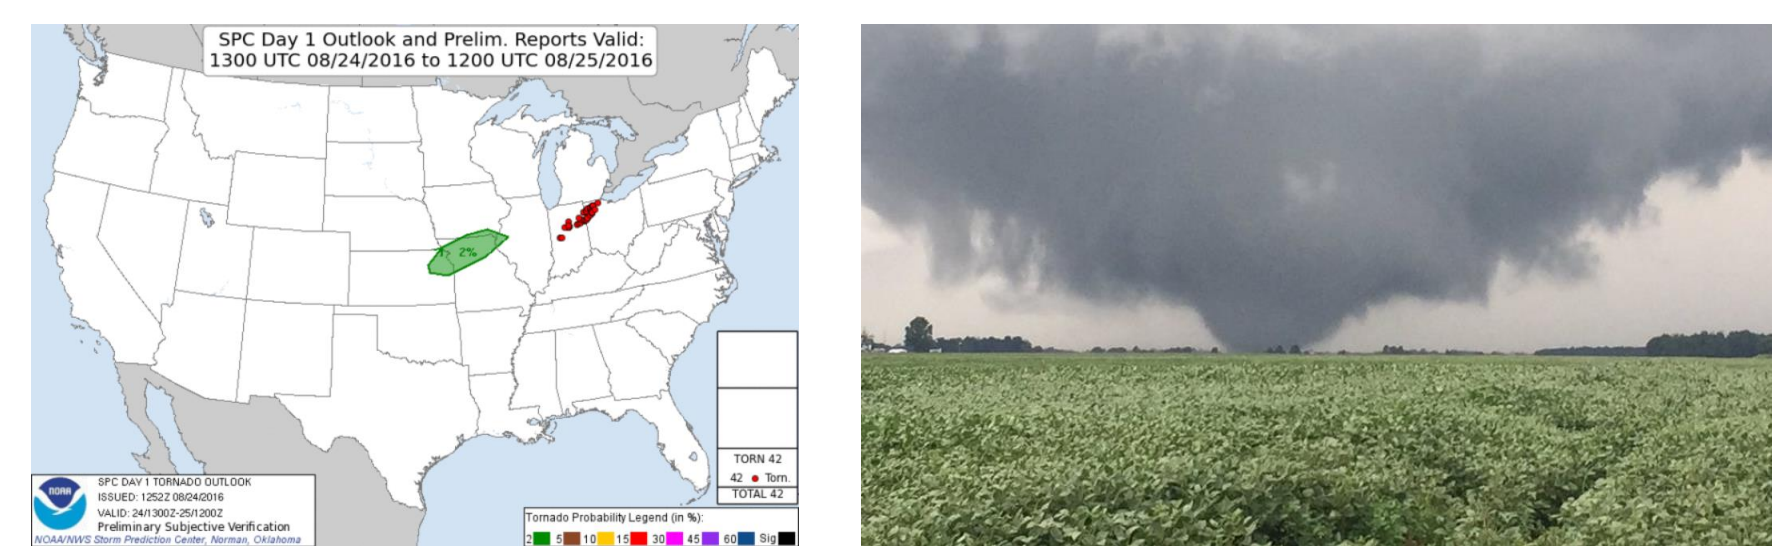 SPC Day 1 Outlook and Prelim. Reports Valid:
1300 UTC 08/24/2016 to 1200 UTC 08/25/2016
2%
TORN 42
42 Torn.
TOTAL 42
NOAA
SPC DAY 1 TORNADO OUTLOOK
ISSUED: 1252Z 08/24/2016
VALID: 24/1300Z-25/1200Z
Preliminary Subjective Verification
NOAA/NWS Storm Prediction Center, Norman, Oklahoma
Tornado Probability Legend (in %):
2 5 10 15 30 45 60 Sig